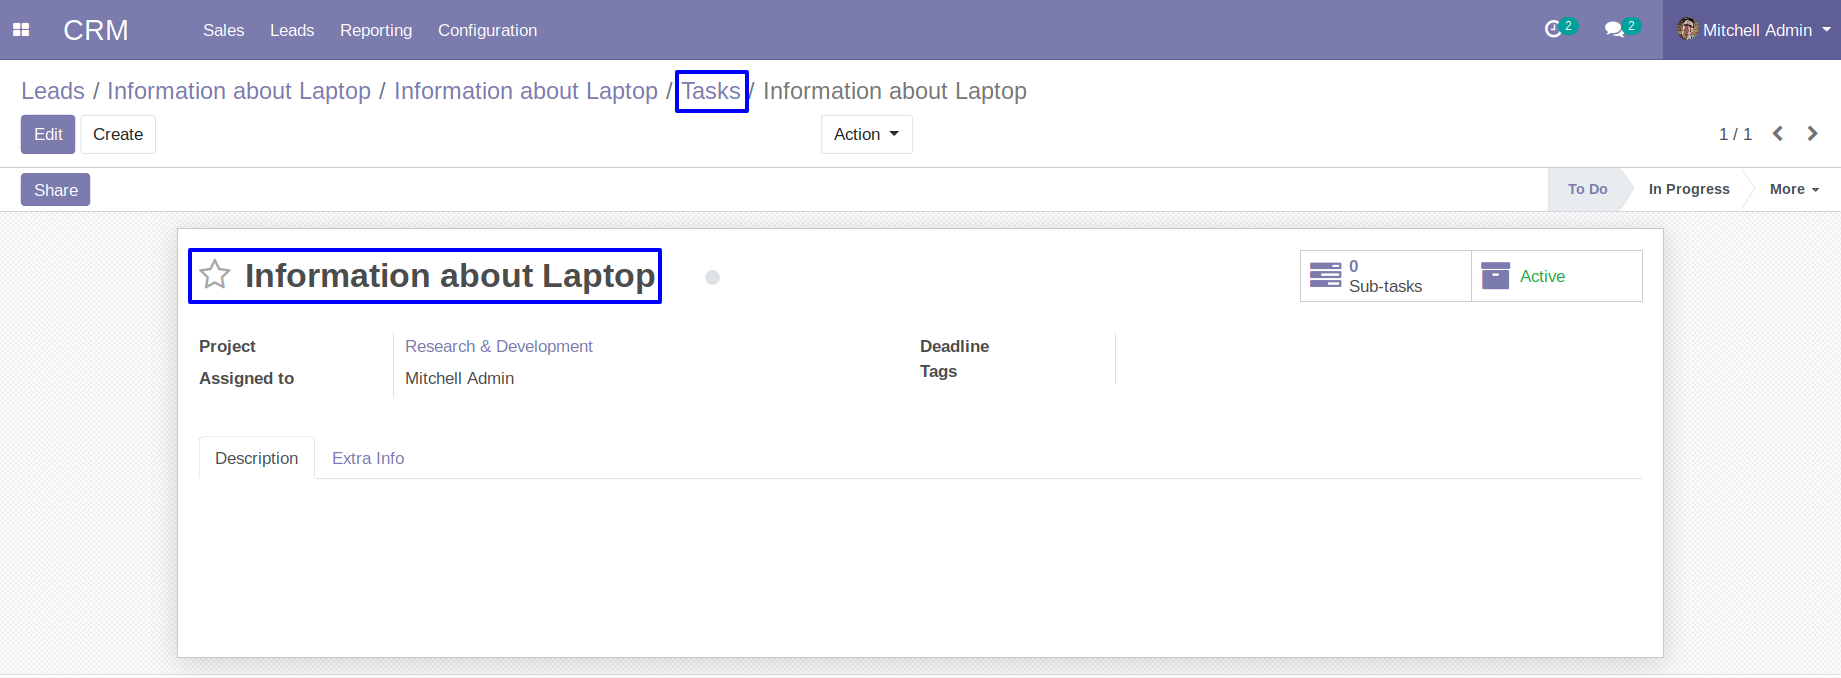 CRM Sales Leads Reporting Configuration 2 2 Mitchell Admin
Leads / Information about Laptop / Information about Laptop / Tasks / Information about Laptop
Edit Create Action 1 / 1
Share To Do In Progress More
Information about Laptop
0
Sub-tasks
Active
Project Research & Development
Assigned to Mitchell Admin
Deadline
Tags
Description Extra Info